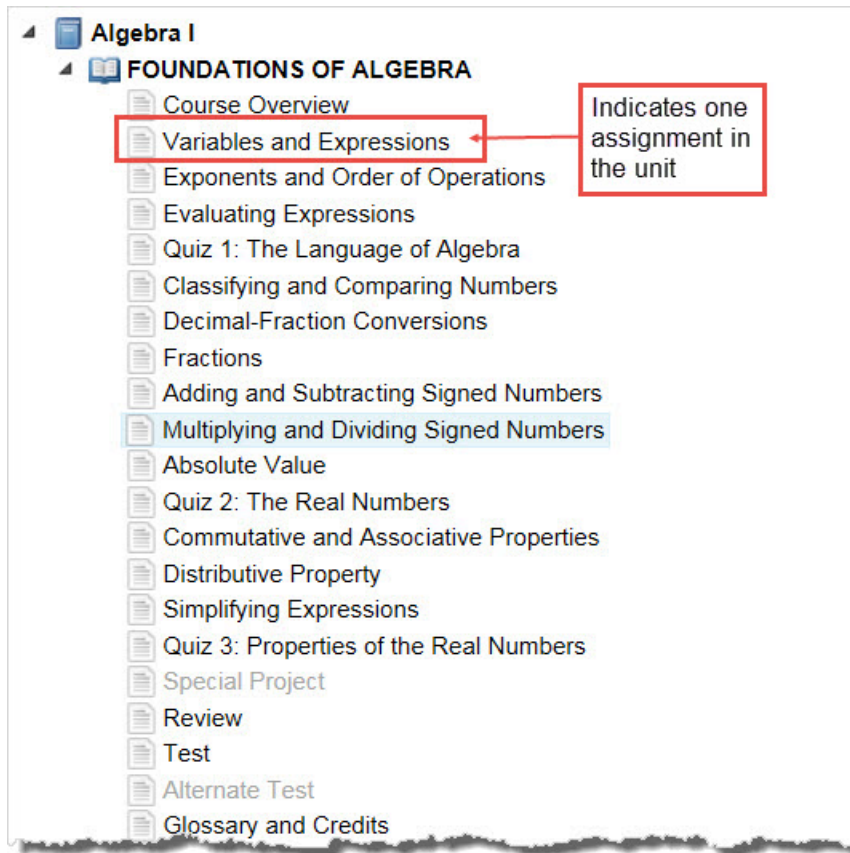 Algebra I
FOUNDATIONS OF ALGEBRA
Course Overview
Variables and Expressions
Indicates one
assignment in
the unit
Exponents and Order of Operations
Evaluating Expressions
Quiz 1: The Language of Algebra
Classifying and Comparing Numbers
Decimal-Fraction Conversions
Fractions
Adding and Subtracting Signed Numbers
Multiplying and Dividing Signed Numbers
Absolute Value
Quiz 2: The Real Numbers
Commutative and Associative Properties
Distributive Property
Simplifying Expressions
Quiz 3: Properties of the Real Numbers
Special Project
Review
Test
Alternate Test
Glossary and Credits